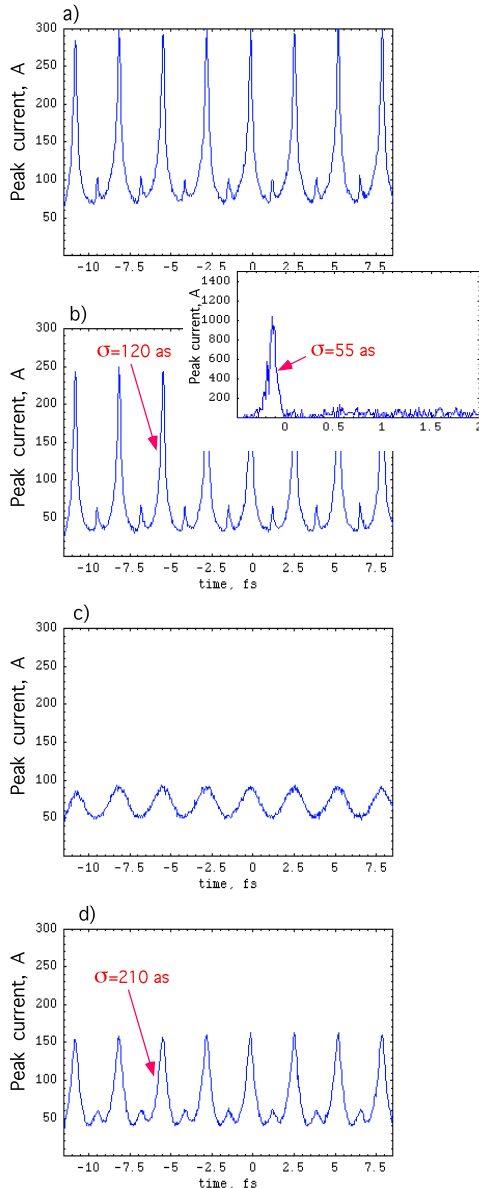 a)
Peak current, A
300
250
200
150
100
50
-10 -7.5 -5 -2.5 0 2.5 5 7.5
Peak current, A
1400
1200
1000
800
600
400
200
0 0.5 1 1.5 2
σ=55 as
b)
Peak current, A
300
250
200
150
100
50
σ=120 as
-10 -7.5 -5 -2.5 0 2.5 5 7.5
time, fs
c)
Peak current, A
300
250
200
150
100
50
-10 -7.5 -5 -2.5 0 2.5 5 7.5
time, fs
d)
Peak current, A
300
250
200
150
100
50
σ=210 as
-10 -7.5 -5 -2.5 0 2.5 5 7.5
time, fs